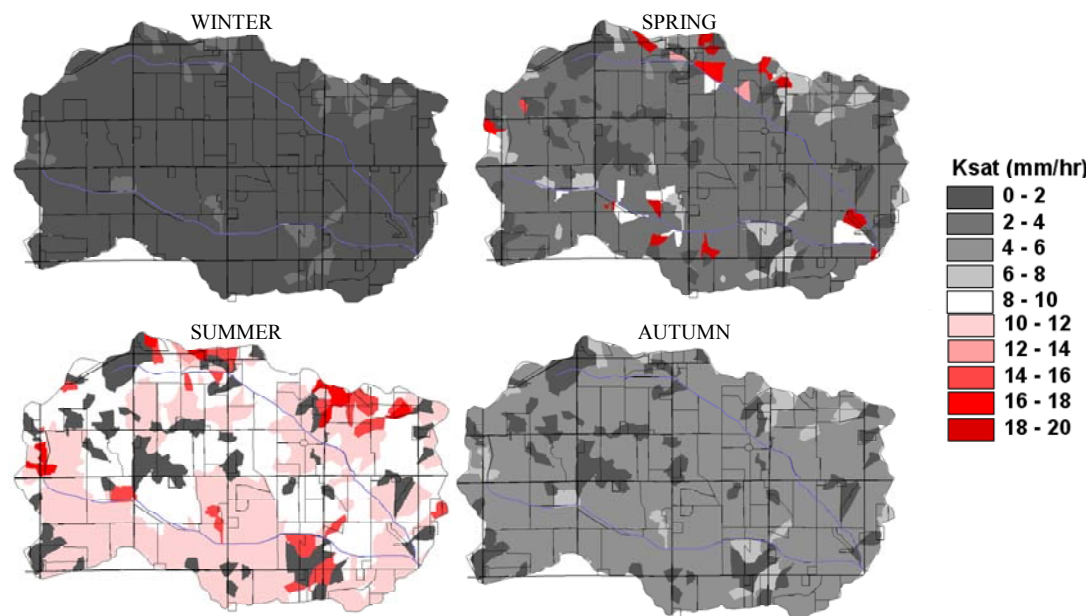 WINTER
SPRING
SUMMER
AUTUMN
Ksat (mm/hr)
0 - 2
2 - 4
4 - 6
6 - 8
8 - 10
10 - 12
12 - 14
14 - 16
16 - 18
18 - 20